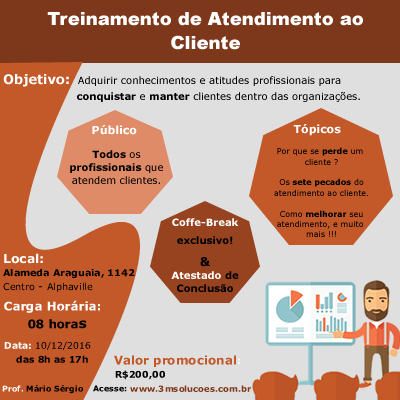 Treinamento de Atendimento ao
Cliente
Objetivo: Adquirir conhecimentos e atitudes profissionais para
conquistar e manter clientes dentro das organizações.
Público
Todos os
profissionais que
atendem clientes.
Tópicos
Por que se perde um
cliente ?
Os sete pecados do
atendimento ao cliente.
Como melhorar seu
atendimento, e muito
mais !!!
Coffe-Break
exclusivo!
&
Atestado de
Conclusão
Local:
Alameda Araguaia, 1142
Centro - Alphaville
Carga Horária:
08 horas
Data: 10/12/2016
das 8h as 17h
Valor promocional:
R$200,00
Prof. Mário Sérgio Acesse: www.3msolucoes.com.br